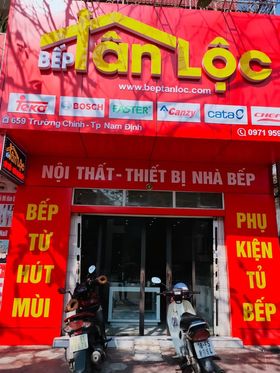 BẾP Tân Lộc
www.beptanloc.com
Teka BOSCH FASTER Canzy cata
659 Trường Chinh - Tp Nam Định
0971 959
NỘI THẤT - THIẾT BỊ NHÀ BẾP
BẾP
TỪ
HÚT
MÙI
PHỤ
KIỆN
TỦ
BẾP